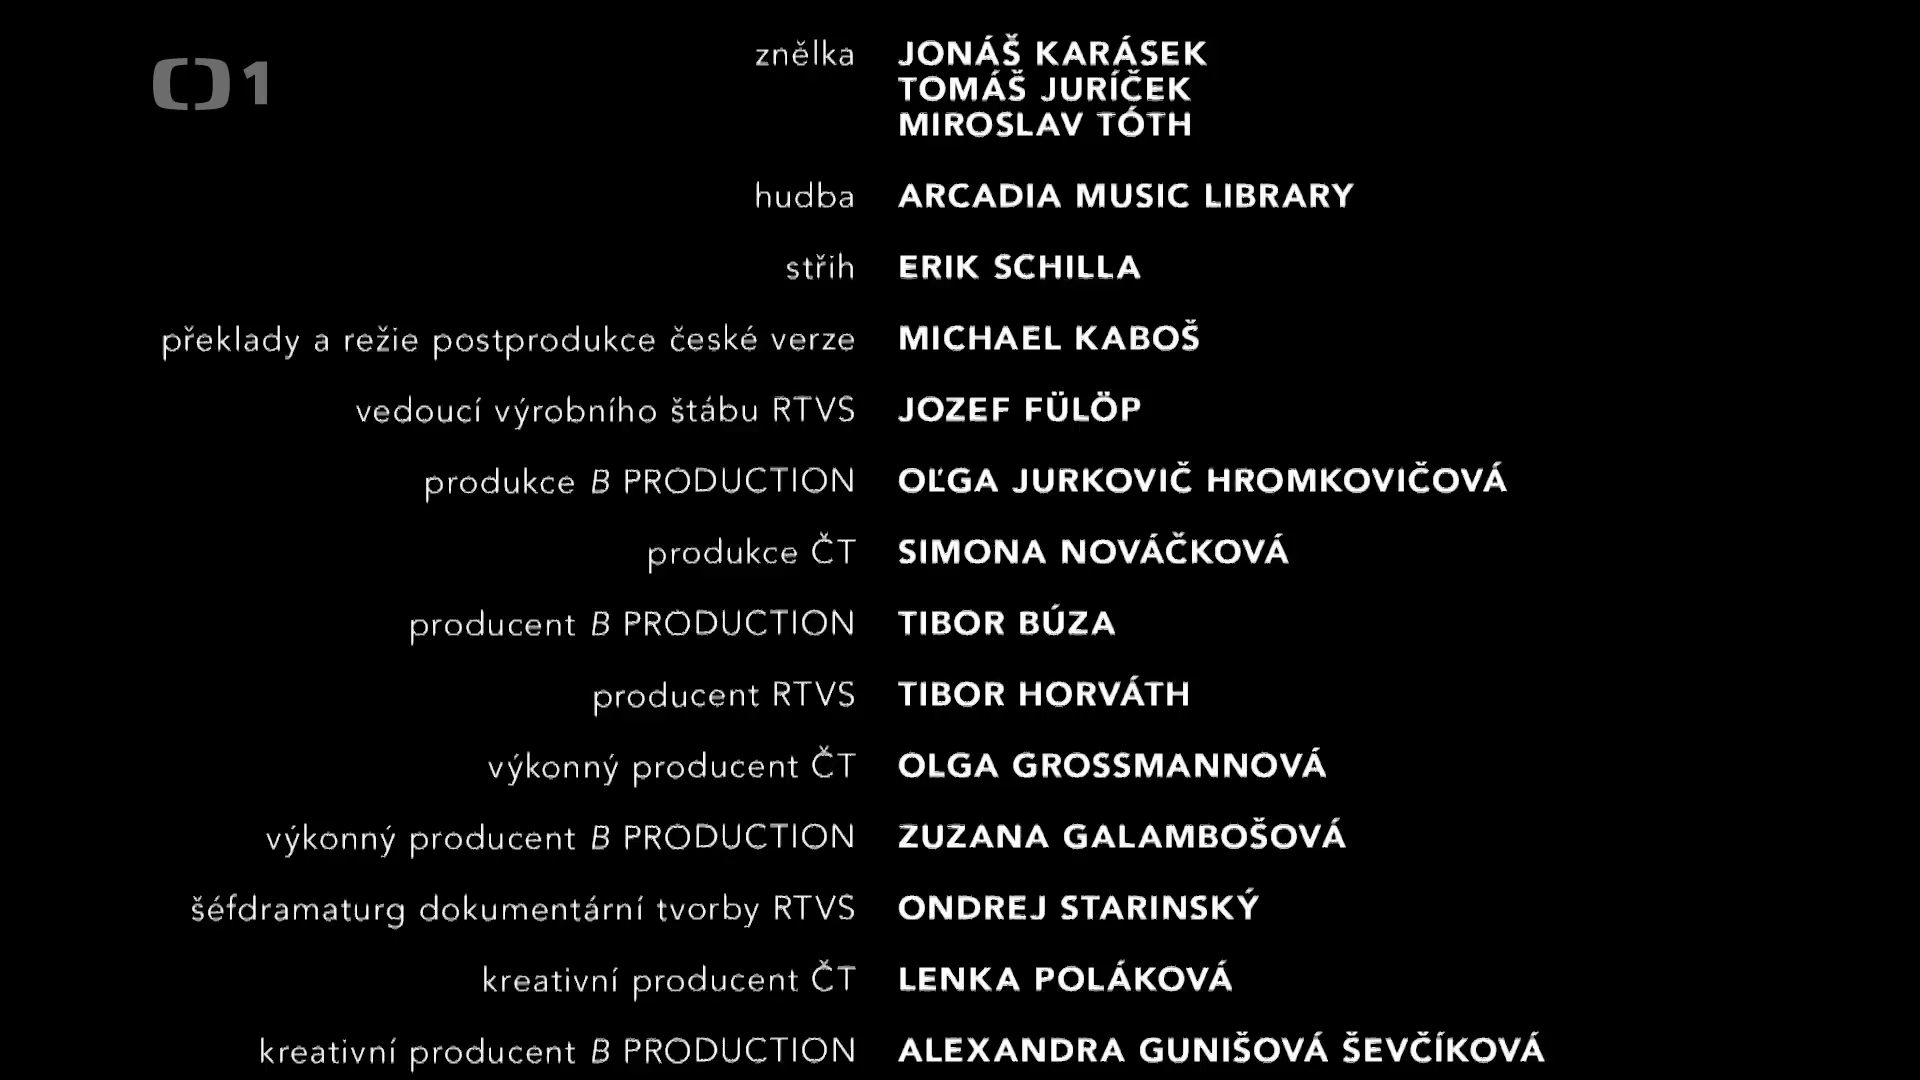 znělka JONÁŠ KARÁSEK
TOMÁŠ JURÍČEK
MIROSLAV TÓTH
hudba ARCADIA MUSIC LIBRARY
střih ERIK SCHILLA
překlady a režie postprodukce české verze MICHAEL KABOŠ
vedoucí výrobního štábu RTVS JOZEF FÜLÖP
produkce B PRODUCTION OĽGA JURKOVIČ HROMKOVIČOVÁ
produkce ČT SIMONA NOVÁČKOVÁ
producent B PRODUCTION TIBOR BÚZA
producent RTVS TIBOR HORVÁTH
výkonný producent ČT OLGA GROSSMANNOVÁ
výkonný producent B PRODUCTION ZUZANA GALAMBOŠOVÁ
šéfdramaturg dokumentární tvorby RTVS ONDREJ STARINSKÝ
kreativní producent ČT LENKA POLÁKOVÁ
kreativní producent B PRODUCTION ALEXANDRA GUNIŠOVÁ ŠEVČÍKOVÁ
1